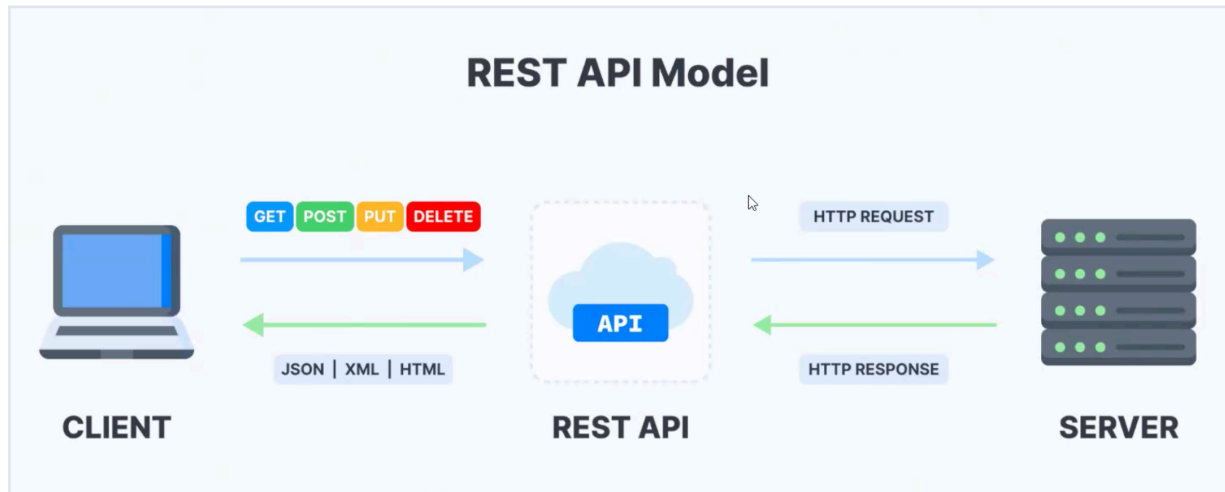 REST API Model
GET POST PUT DELETE
HTTP REQUEST
API
JSON | XML | HTML
HTTP RESPONSE
CLIENT
REST API
SERVER